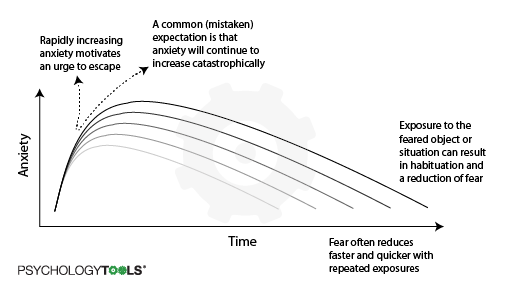 Rapidly increasing
anxiety motivates
an urge to escape
A common (mistaken)
expectation is that
anxiety will continue to
increase catastrophically
Anxiety
Exposure to the
feared object or
situation can result
in habituation and
a reduction of fear
Time
Fear often reduces
faster and quicker with
repeated exposures
PSYCHOLOGYTOOLS®